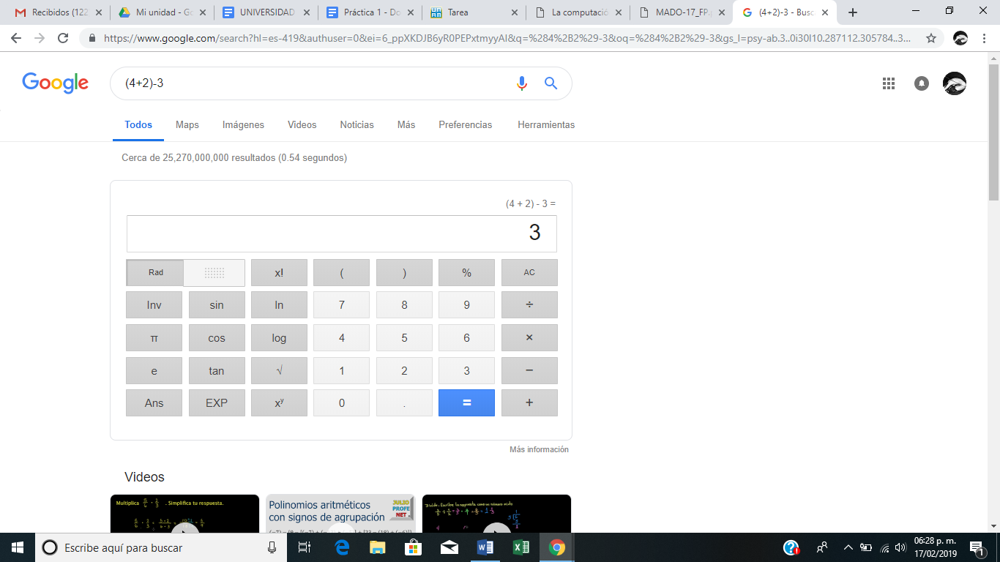 Recibidos (122
Mi unidad - Go
UNIVERSIDAD
Práctica 1 - Do
Tarea
La computació
MADO-17_FP.p
(4+2)-3 - Busc
https://www.google.com/search?hl=es-419&authuser=0&ei=6_ppXKDJB6yR0PEPxtmyyAI&q=%284%2B2%29-3&oq=%284%2B2%29-3&gs_l=psy-ab.3..0i30l10.287112.305784..3...
Google
(4+2)-3
Todos Maps Imágenes Videos Noticias Más Preferencias Herramientas
Cerca de 25,270,000,000 resultados (0.54 segundos)
(4 + 2) - 3 =
3
Rad x! ( ) % AC
Inv sin ln 7 8 9 ÷
π cos log 4 5 6 ×
e tan √ 1 2 3 −
Ans EXP xʸ 0 . = +
Más información
Videos
Multiplica 5/6 · 2/3 . Simplifica tu respuesta.
Polinomios aritméticos
con signos de agrupación
JULIO
PROFE
NET .
Escribe aquí para buscar
06:28 p. m.
17/02/2019
1